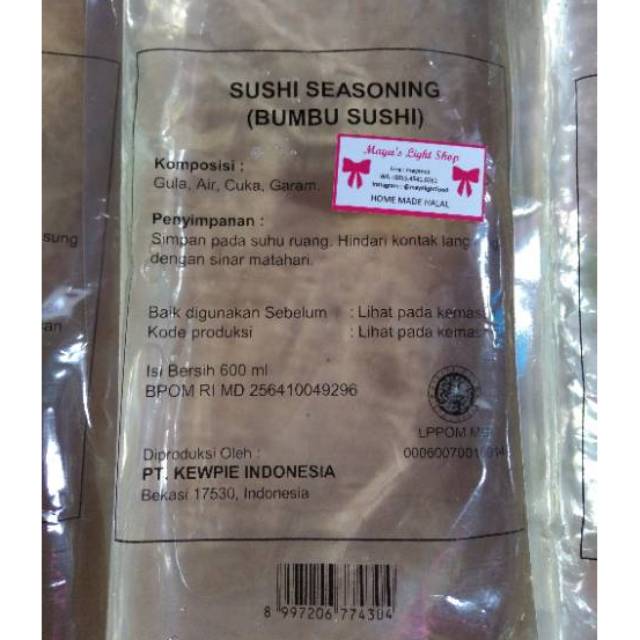 SUSHI SEASONING
(BUMBU SUSHI)
Maya's Light Shop
HOME MADE HALAL
Komposisi :
Gula, Air, Cuka, Garam.
Penyimpanan :
Simpan pada suhu ruang. Hindari kontak lang
dengan sinar matahari.
sung
Baik digunakan Sebelum : Lihat pada kemas
Kode produksi : Lihat pada kemas
Isi Bersih 600 ml
BPOM RI MD 256410049296
LPPOM
Diproduksi Oleh :
PT. KEWPIE INDONESIA
Bekasi 17530, Indonesia
8 997206 774304